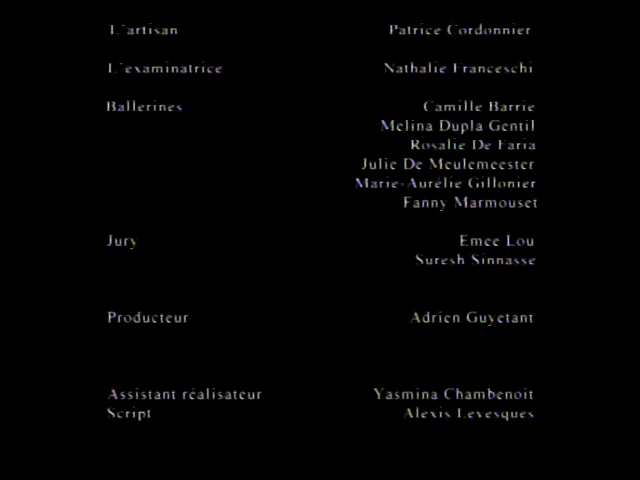 L'artisan Patrice Cordonnier
L'examinatrice Nathalie Franceschi
Ballerines Camille Barrie
Melina Dupla Gentil
Rosalie De Faria
Julie De Meulemeester
Marie-Aurélie Gillonier
Fanny Marmouset
Jury Emee Lou
Suresh Sinnasse
Producteur Adrien Guyetant
Assistant réalisateur Yasmina Chambenoit
Script Alexis Levesques